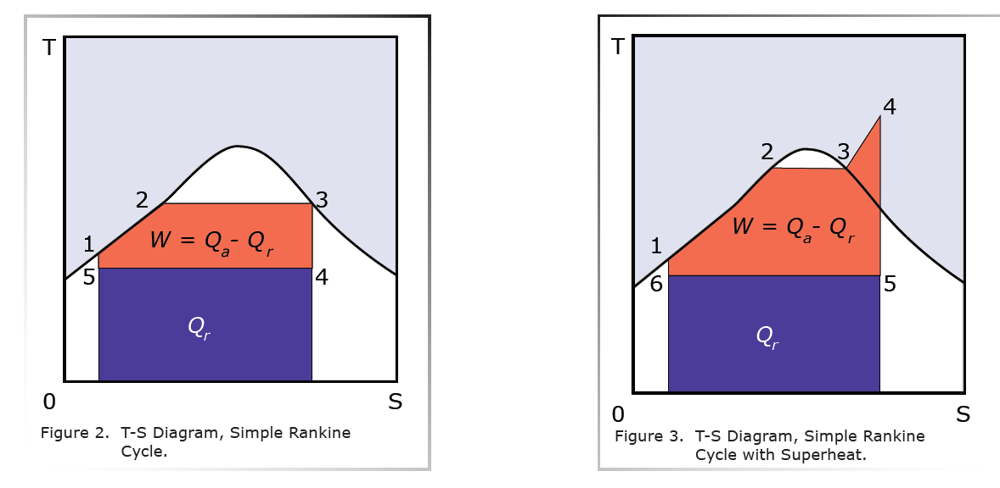 T
2
3
1
W = Qa- Qr
5
4
Qr
0
S
Figure 2. T-S Diagram, Simple Rankine
Cycle.
T
4
2
3
W = Qa- Qr
1
6
5
Qr
0
S
Figure 3. T-S Diagram, Simple Rankine
Cycle with Superheat.